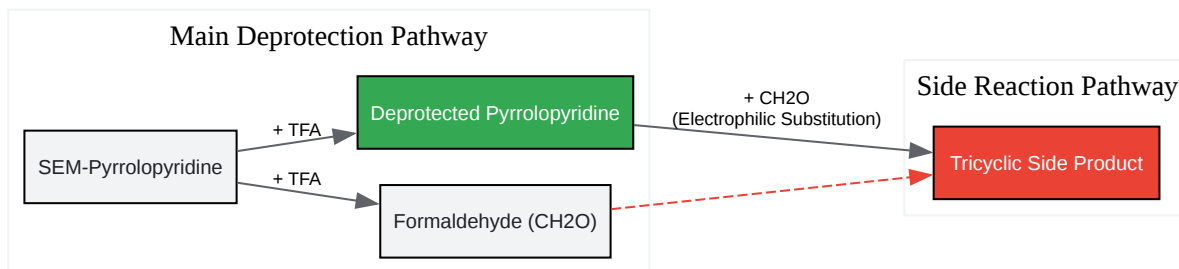 Main Deprotection Pathway
Side Reaction Pathway
SEM-Pyrrolopyridine
+ TFA
+ TFA
Deprotected Pyrrolopyridine
Formaldehyde (CH2O)
+ CH2O
(Electrophilic Substitution)
Tricyclic Side Product